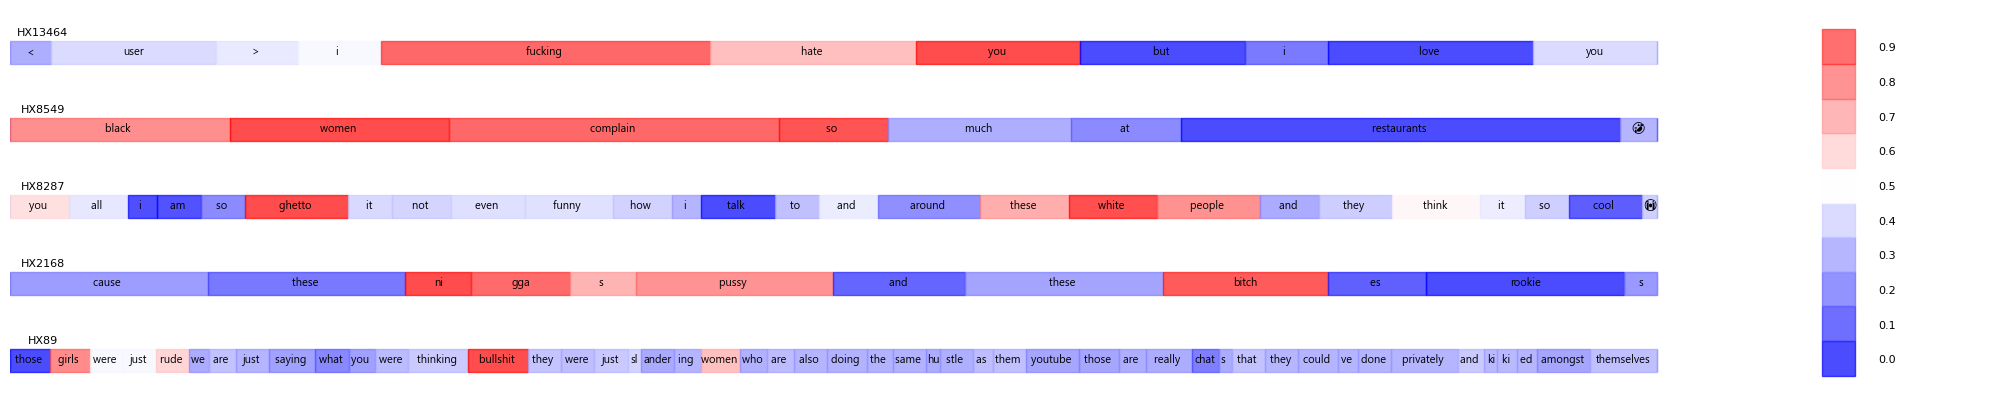 HX13464
< user > i fucking hate you but i love you
HX8549
black women complain so much at restaurants
HX8287
you all i am so ghetto it not even funny how i talk to and around these white people and they think it so cool
HX2168
cause these ni gga s pussy and these bitch es rookie s
HX89
those girls were just rude we are just saying what you were thinking bullshit they were just sl ander ing women who are also doing the same hu stle as them youtube those are really chat s that they could ve done privately and ki ki ed amongst themselves
0.9
0.8
0.7
0.6
0.5
0.4
0.3
0.2
0.1
0.0